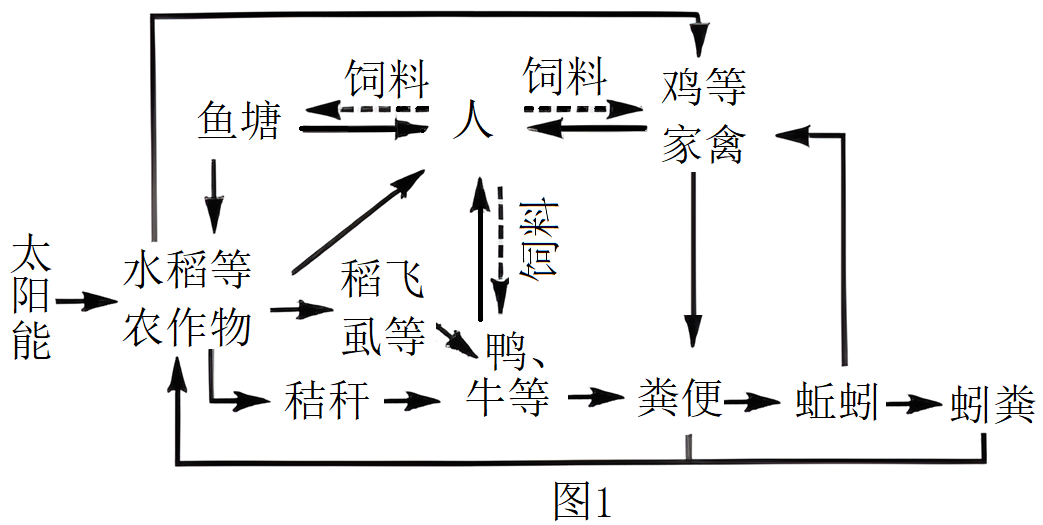 饲料
饲料
鸡等
家禽
鱼塘
人
饲料
太阳能
水稻等
农作物
稻飞
虱等
鸭、
牛等
秸秆
粪便
蚯蚓
蚓粪
图1